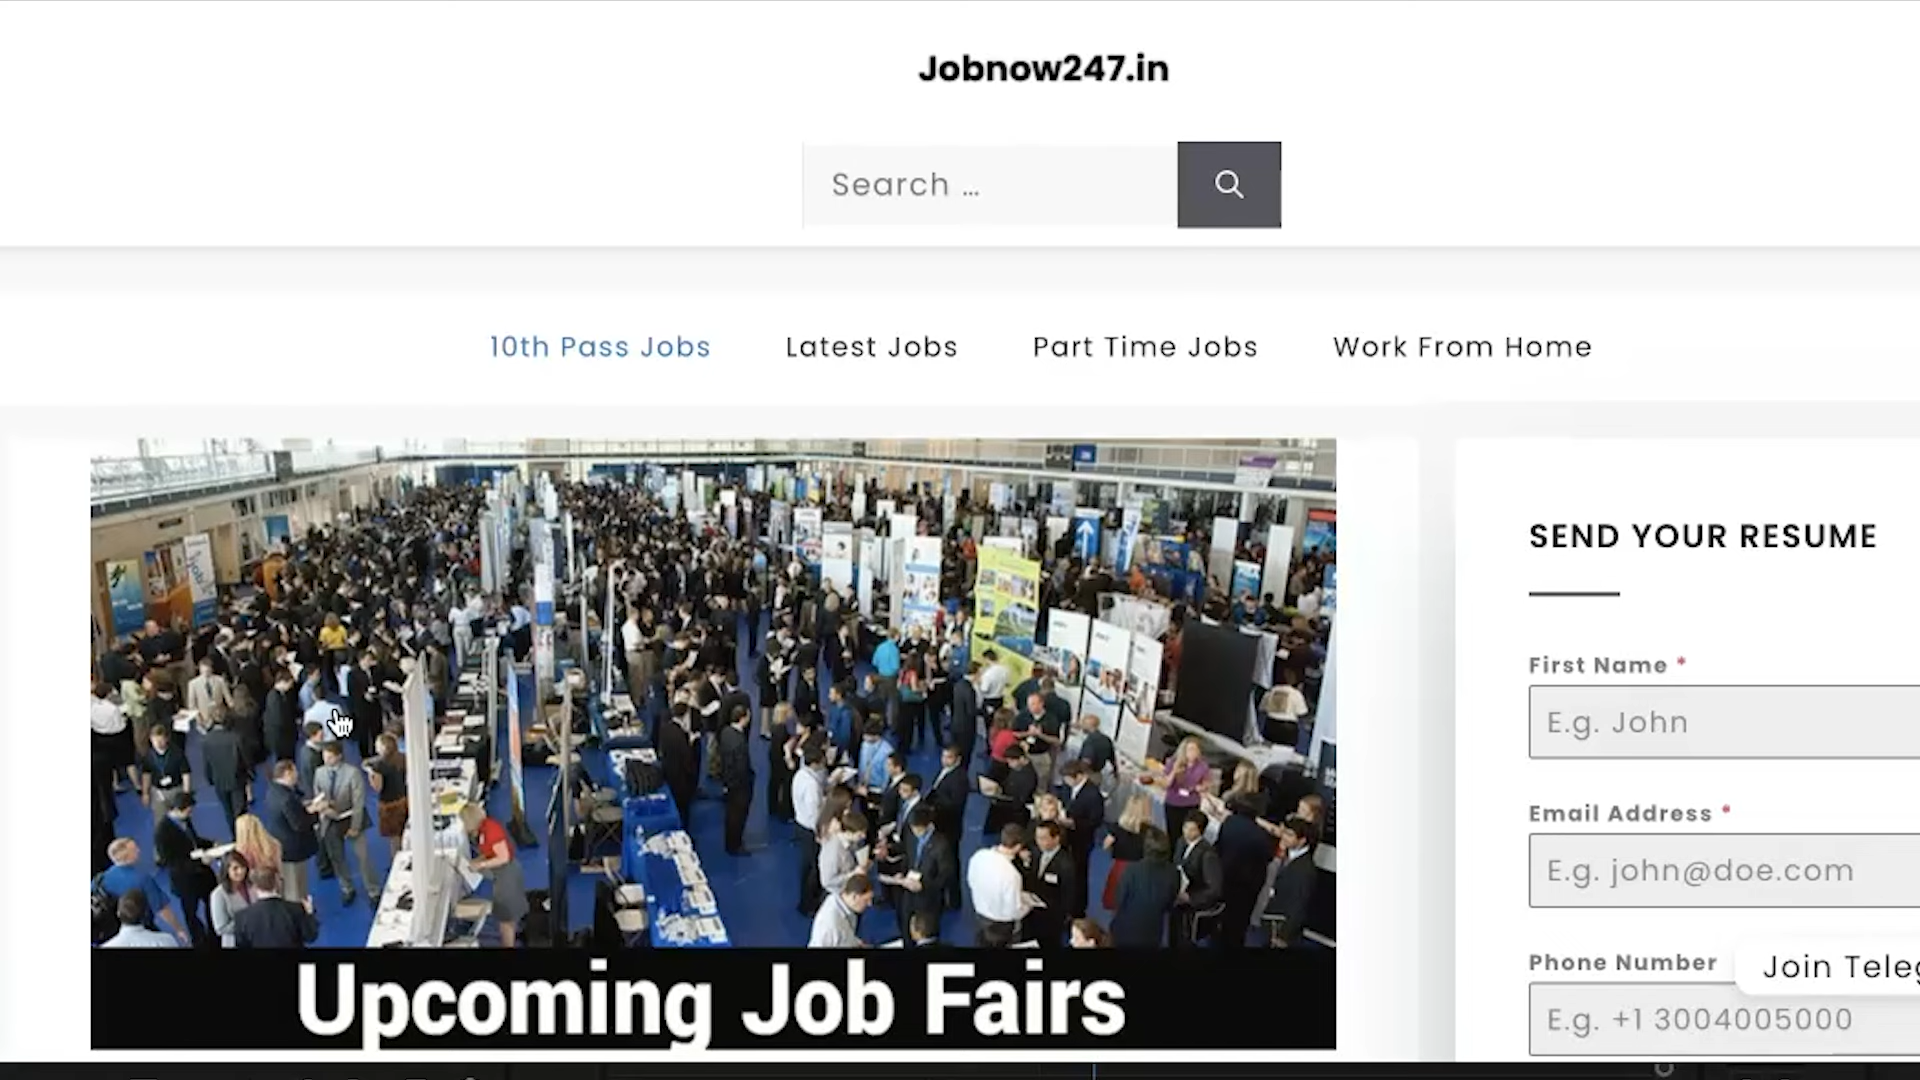 Jobnow247.in
Search ...
10th Pass Jobs
Latest Jobs
Part Time Jobs
Work From Home
Upcoming Job Fairs
SEND YOUR RESUME
First Name *
E.g. John
Email Address *
E.g. john@doe.com
Phone Number
Join Teleg
E.g. +1 3004005000